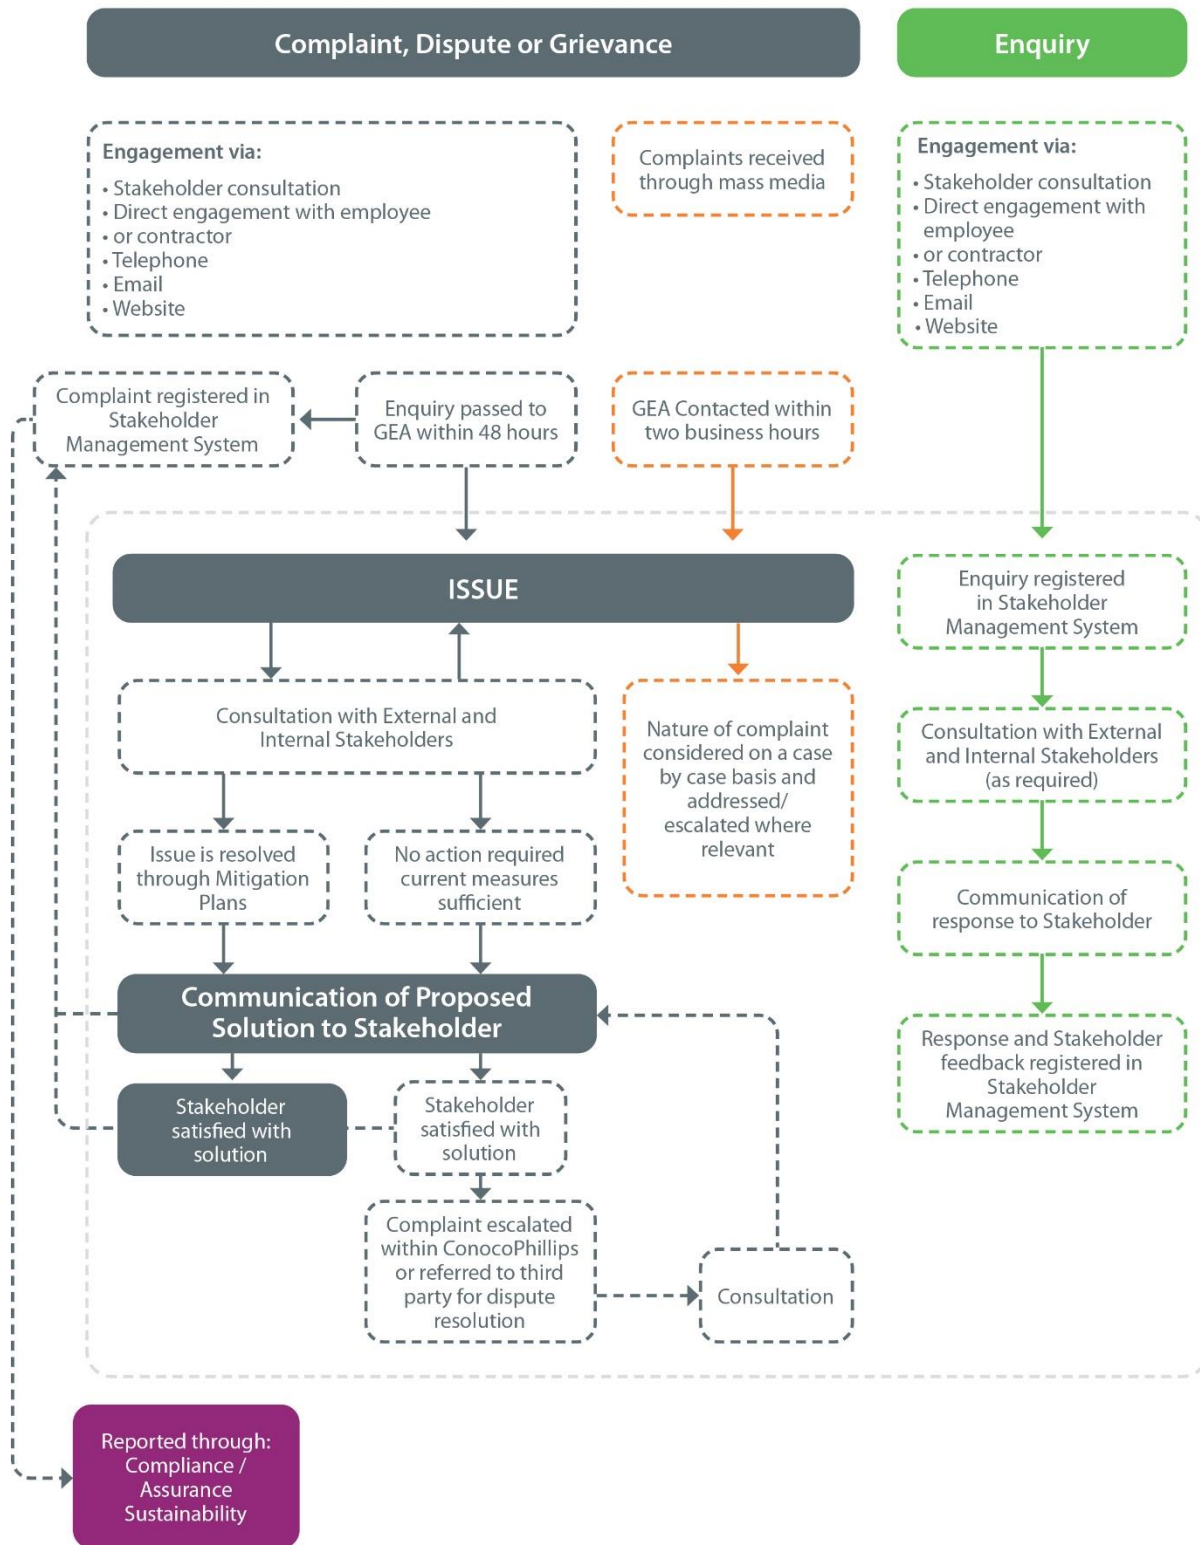 Complaint, Dispute or Grievance
Enquiry
Engagement via:
• Stakeholder consultation
• Direct engagement with employee
• or contractor
• Telephone
• Email
• Website
Complaints received
through mass media
Engagement via:
• Stakeholder consultation
• Direct engagement with
employee
• or contractor
• Telephone
• Email
• Website
Complaint registered in
Stakeholder
Management System
Enquiry passed to
GEA within 48 hours
GEA Contacted within
two business hours
ISSUE
Enquiry registered
in Stakeholder
Management System
Consultation with External and
Internal Stakeholders
Nature of complaint
considered on a case
by case basis and
addressed/
escalated where
relevant
Consultation with External
and Internal Stakeholders
(as required)
Issue is resolved
through Mitigation
Plans
No action required
current measures
sufficient
Communication of
response to Stakeholder
Communication of Proposed
Solution to Stakeholder
Response and Stakeholder
feedback registered in
Stakeholder
Management System
Stakeholder
satisfied with
solution
Stakeholder
satisfied with
solution
Complaint escalated
within ConocoPhillips
or referred to third
party for dispute
resolution
Consultation
Reported through:
Compliance /
Assurance
Sustainability